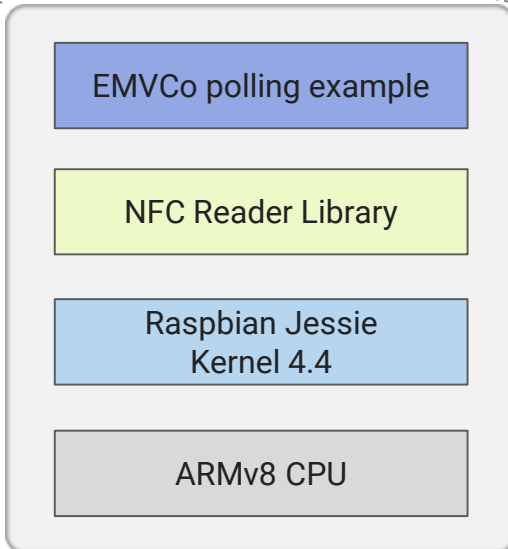 EMVCo polling example
NFC Reader Library
Raspbian Jessie
Kernel 4.4
ARMv8 CPU